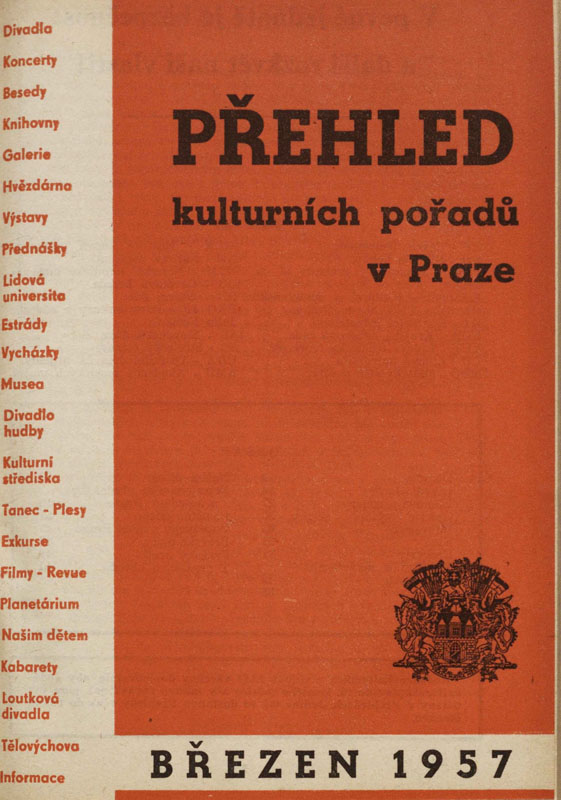 Divadla
Koncerty
Besedy
Knihovny
Galerie
Hvězdárna
Výstavy
Přednášky
Lidová
universita
Estrády
Vycházky
Musea
Divadlo
hudby
Kulturní
střediska
Tanec - Plesy
Exkurse
Filmy - Revue
Planetárium
Našim dětem
Kabarety
Loutková
divadla
Tělovýchova
Informace
PŘEHLED
kulturních pořadů
v Praze
BŘEZEN 1957